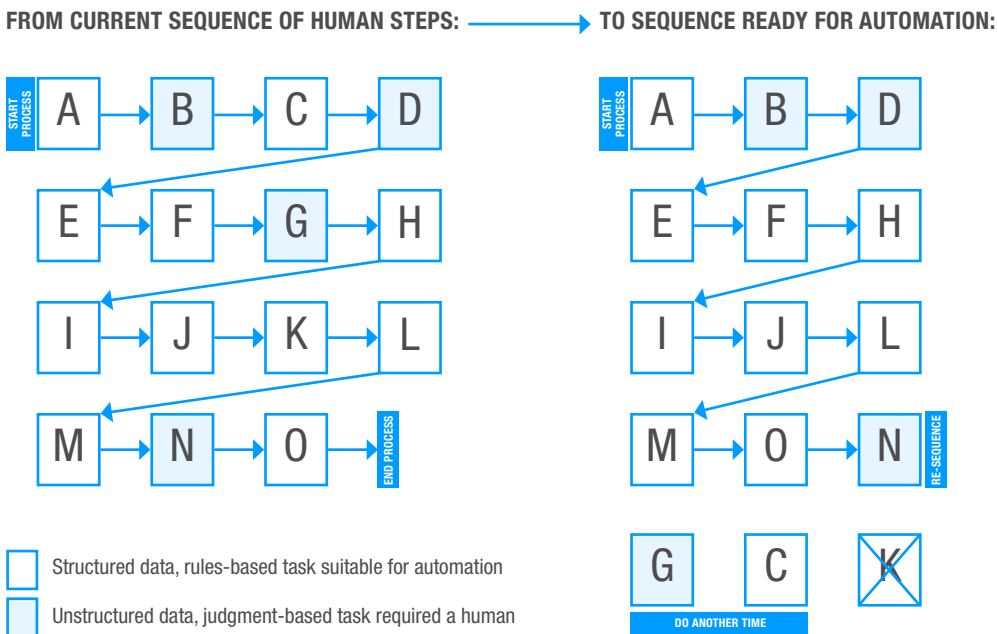 FROM CURRENT SEQUENCE OF HUMAN STEPS:
TO SEQUENCE READY FOR AUTOMATION:
START
PROCESS
A
B
C
D
E
F
G
H
I
J
K
L
M
N
O
END PROCESS
START
PROCESS
A
B
D
E
F
H
I
J
L
M
O
N
RE-SEQUENCE
G
C
K
DO ANOTHER TIME
Structured data, rules-based task suitable for automation
Unstructured data, judgment-based task required a human